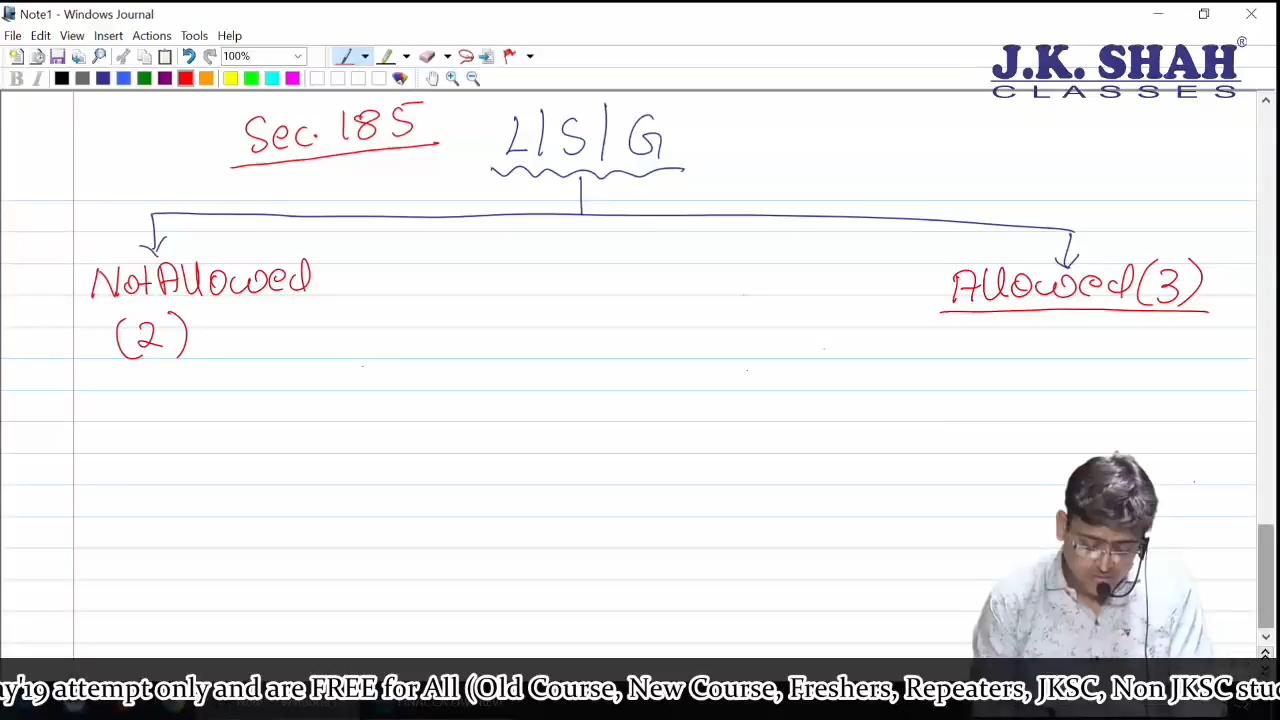 Note1 - Windows Journal
File Edit View Insert Actions Tools Help
100%
B I
J.K. SHAH®
CLASSES
Sec. 185 L/S/G
Not Allowed
(2)
Allowed (3)
ay'19 attempt only and are FREE for All (Old Course, New Course, Freshers, Repeaters, JKSC, Non JKSC stu